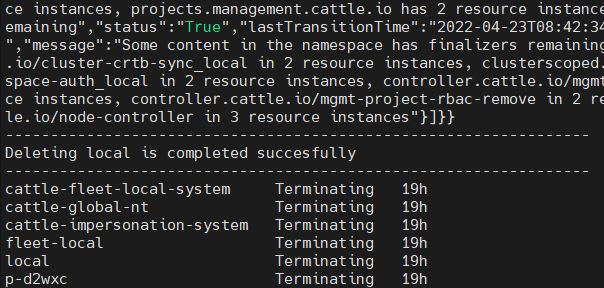 ce instances, projects.management.cattle.io has 2 resource instance
emaining","status":"True","lastTransitionTime":"2022-04-23T08:42:34
","message":"Some content in the namespace has finalizers remaining
.io/cluster-crtb-sync_local in 2 resource instances, clusterscoped.
space-auth_local in 2 resource instances, controller.cattle.io/mgmt
ce instances, controller.cattle.io/mgmt-project-rbac-remove in 2 re
le.io/node-controller in 3 resource instances"}]}}
-----------------------------------------------------------------
Deleting local is completed succesfully
-----------------------------------------------------------------
cattle-fleet-local-system Terminating 19h
cattle-global-nt Terminating 19h
cattle-impersonation-system Terminating 19h
fleet-local Terminating 19h
local Terminating 19h
p-d2wxc Terminating 19h